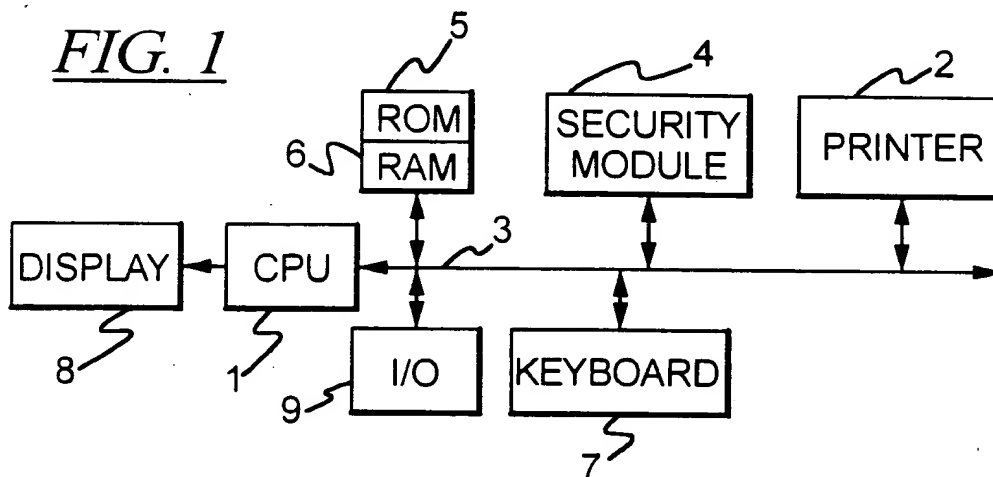 FIG. 1
5
4
2
ROM
6
RAM
SECURITY
MODULE
PRINTER
3
DISPLAY
CPU
8
1
9
I/O
KEYBOARD
7